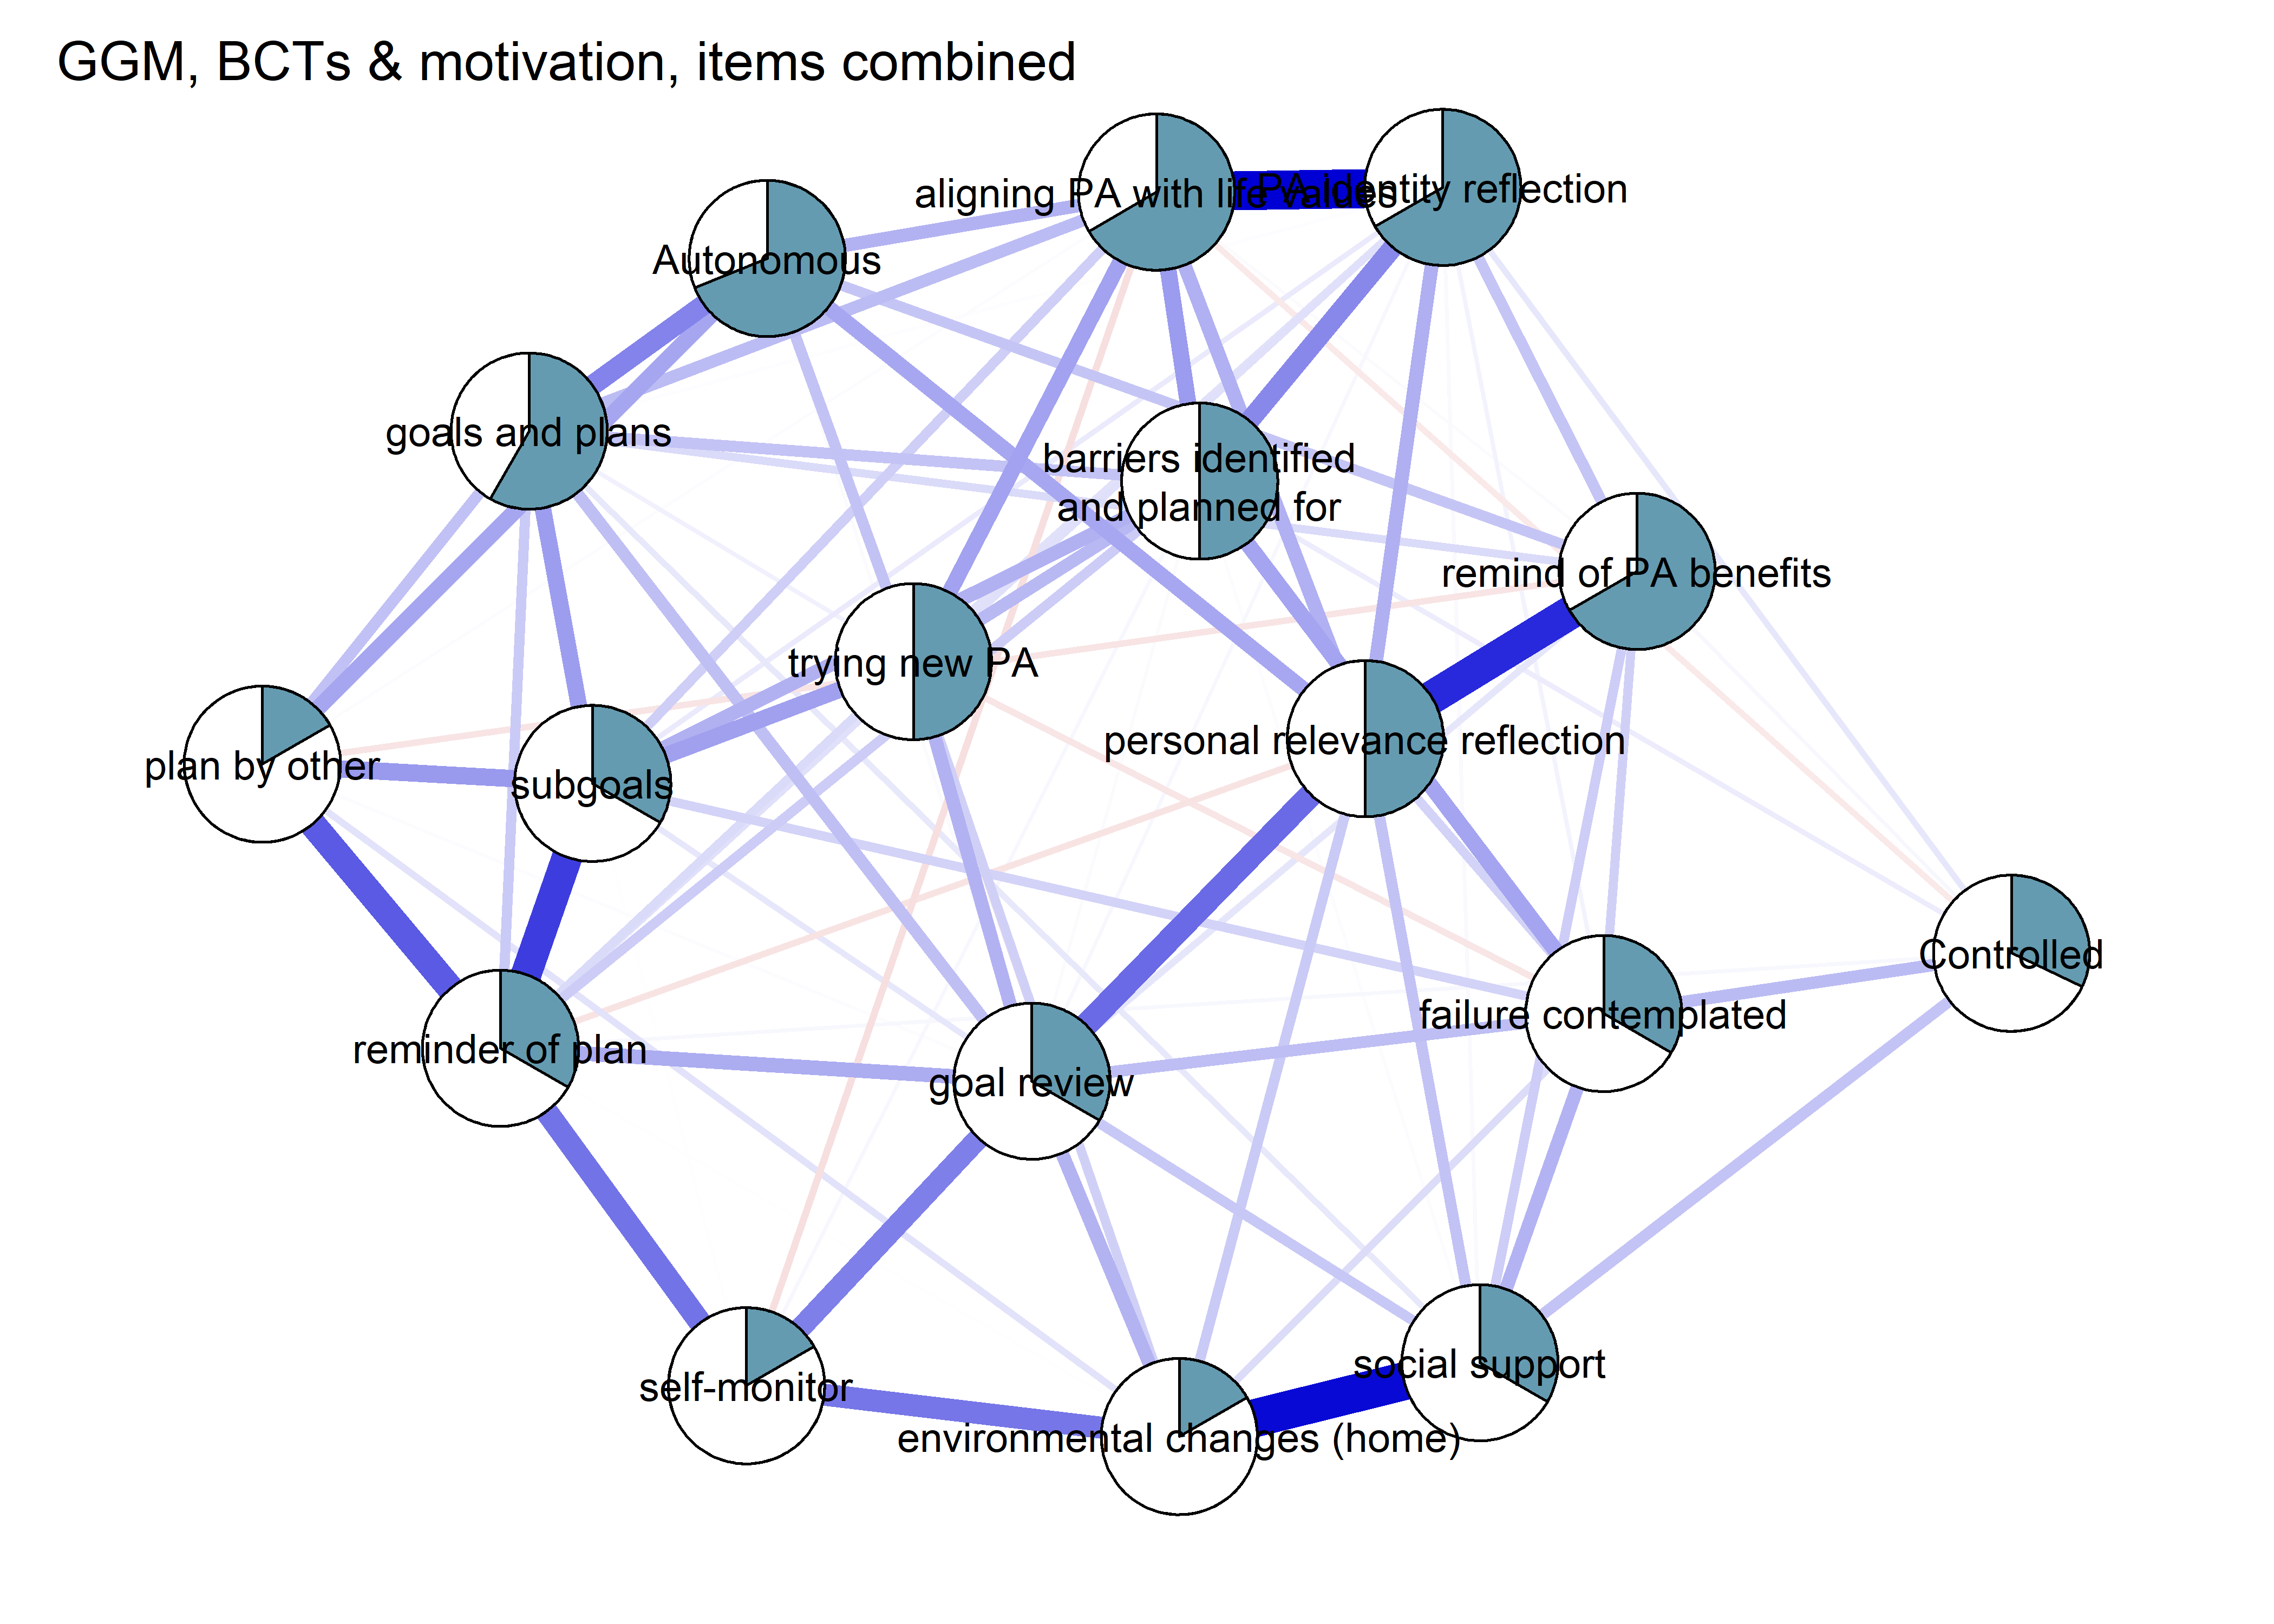 GGM, BCTs & motivation, items combined
aligning PA with life values
PA identity reflection
Autonomous
goals and plans
barriers identified
and planned for
remind of PA benefits
trying new PA
personal relevance reflection
plan by other
subgoals
Controlled
failure contemplated
reminder of plan
goal review
social support
self-monitor
environmental changes (home)